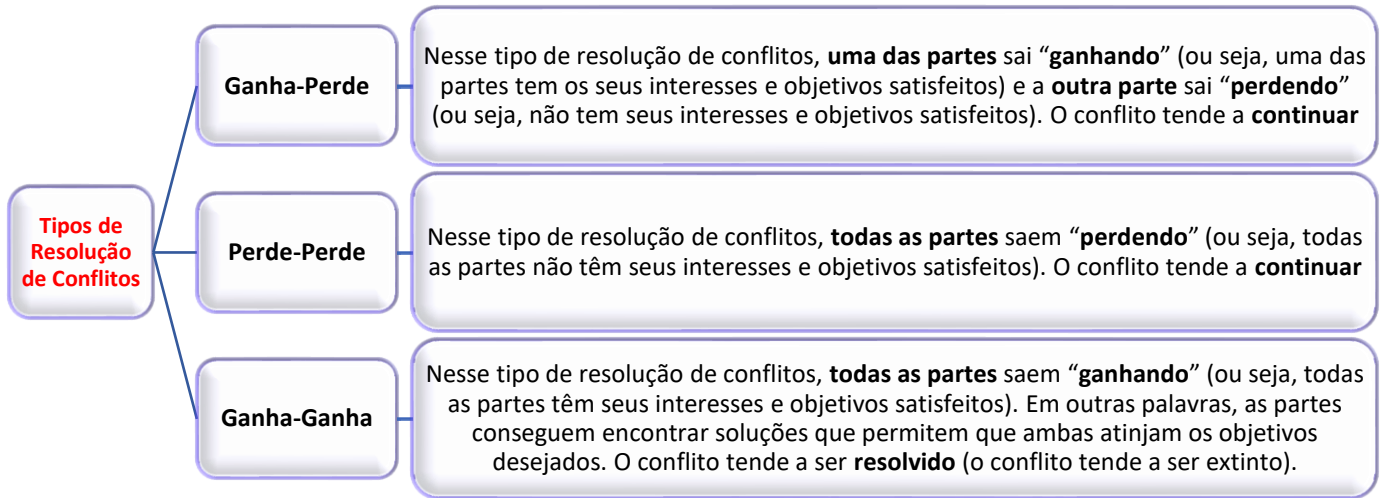 Tipos de
Resolução
de Conflitos
Ganha-Perde
Nesse tipo de resolução de conflitos, uma das partes sai “ganhando” (ou seja, uma das
partes tem os seus interesses e objetivos satisfeitos) e a outra parte sai “perdendo”
(ou seja, não tem seus interesses e objetivos satisfeitos). O conflito tende a continuar
Perde-Perde
Nesse tipo de resolução de conflitos, todas as partes saem “perdendo” (ou seja, todas
as partes não têm seus interesses e objetivos satisfeitos). O conflito tende a continuar
Ganha-Ganha
Nesse tipo de resolução de conflitos, todas as partes saem “ganhando” (ou seja, todas
as partes têm seus interesses e objetivos satisfeitos). Em outras palavras, as partes
conseguem encontrar soluções que permitem que ambas atinjam os objetivos
desejados. O conflito tende a ser resolvido (o conflito tende a ser extinto).